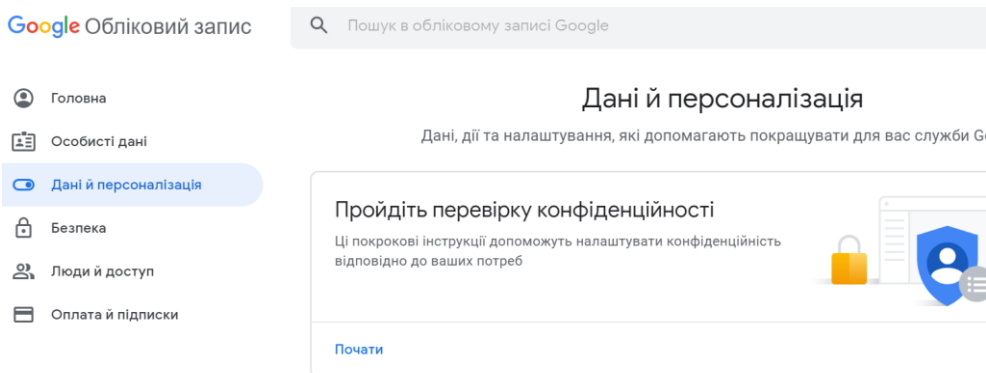 Google Обліковий запис
Пошук в обліковому записі Google
Головна
Особисті дані
Дані й персоналізація
Безпека
Люди й доступ
Оплата й підписки
Дані й персоналізація
Дані, дії та налаштування, які допомагають покращувати для вас служби
Пройдіть перевірку конфіденційності
Ці покрокові інструкції допоможуть налаштувати конфіденційність
відповідно до ваших потреб
Почати